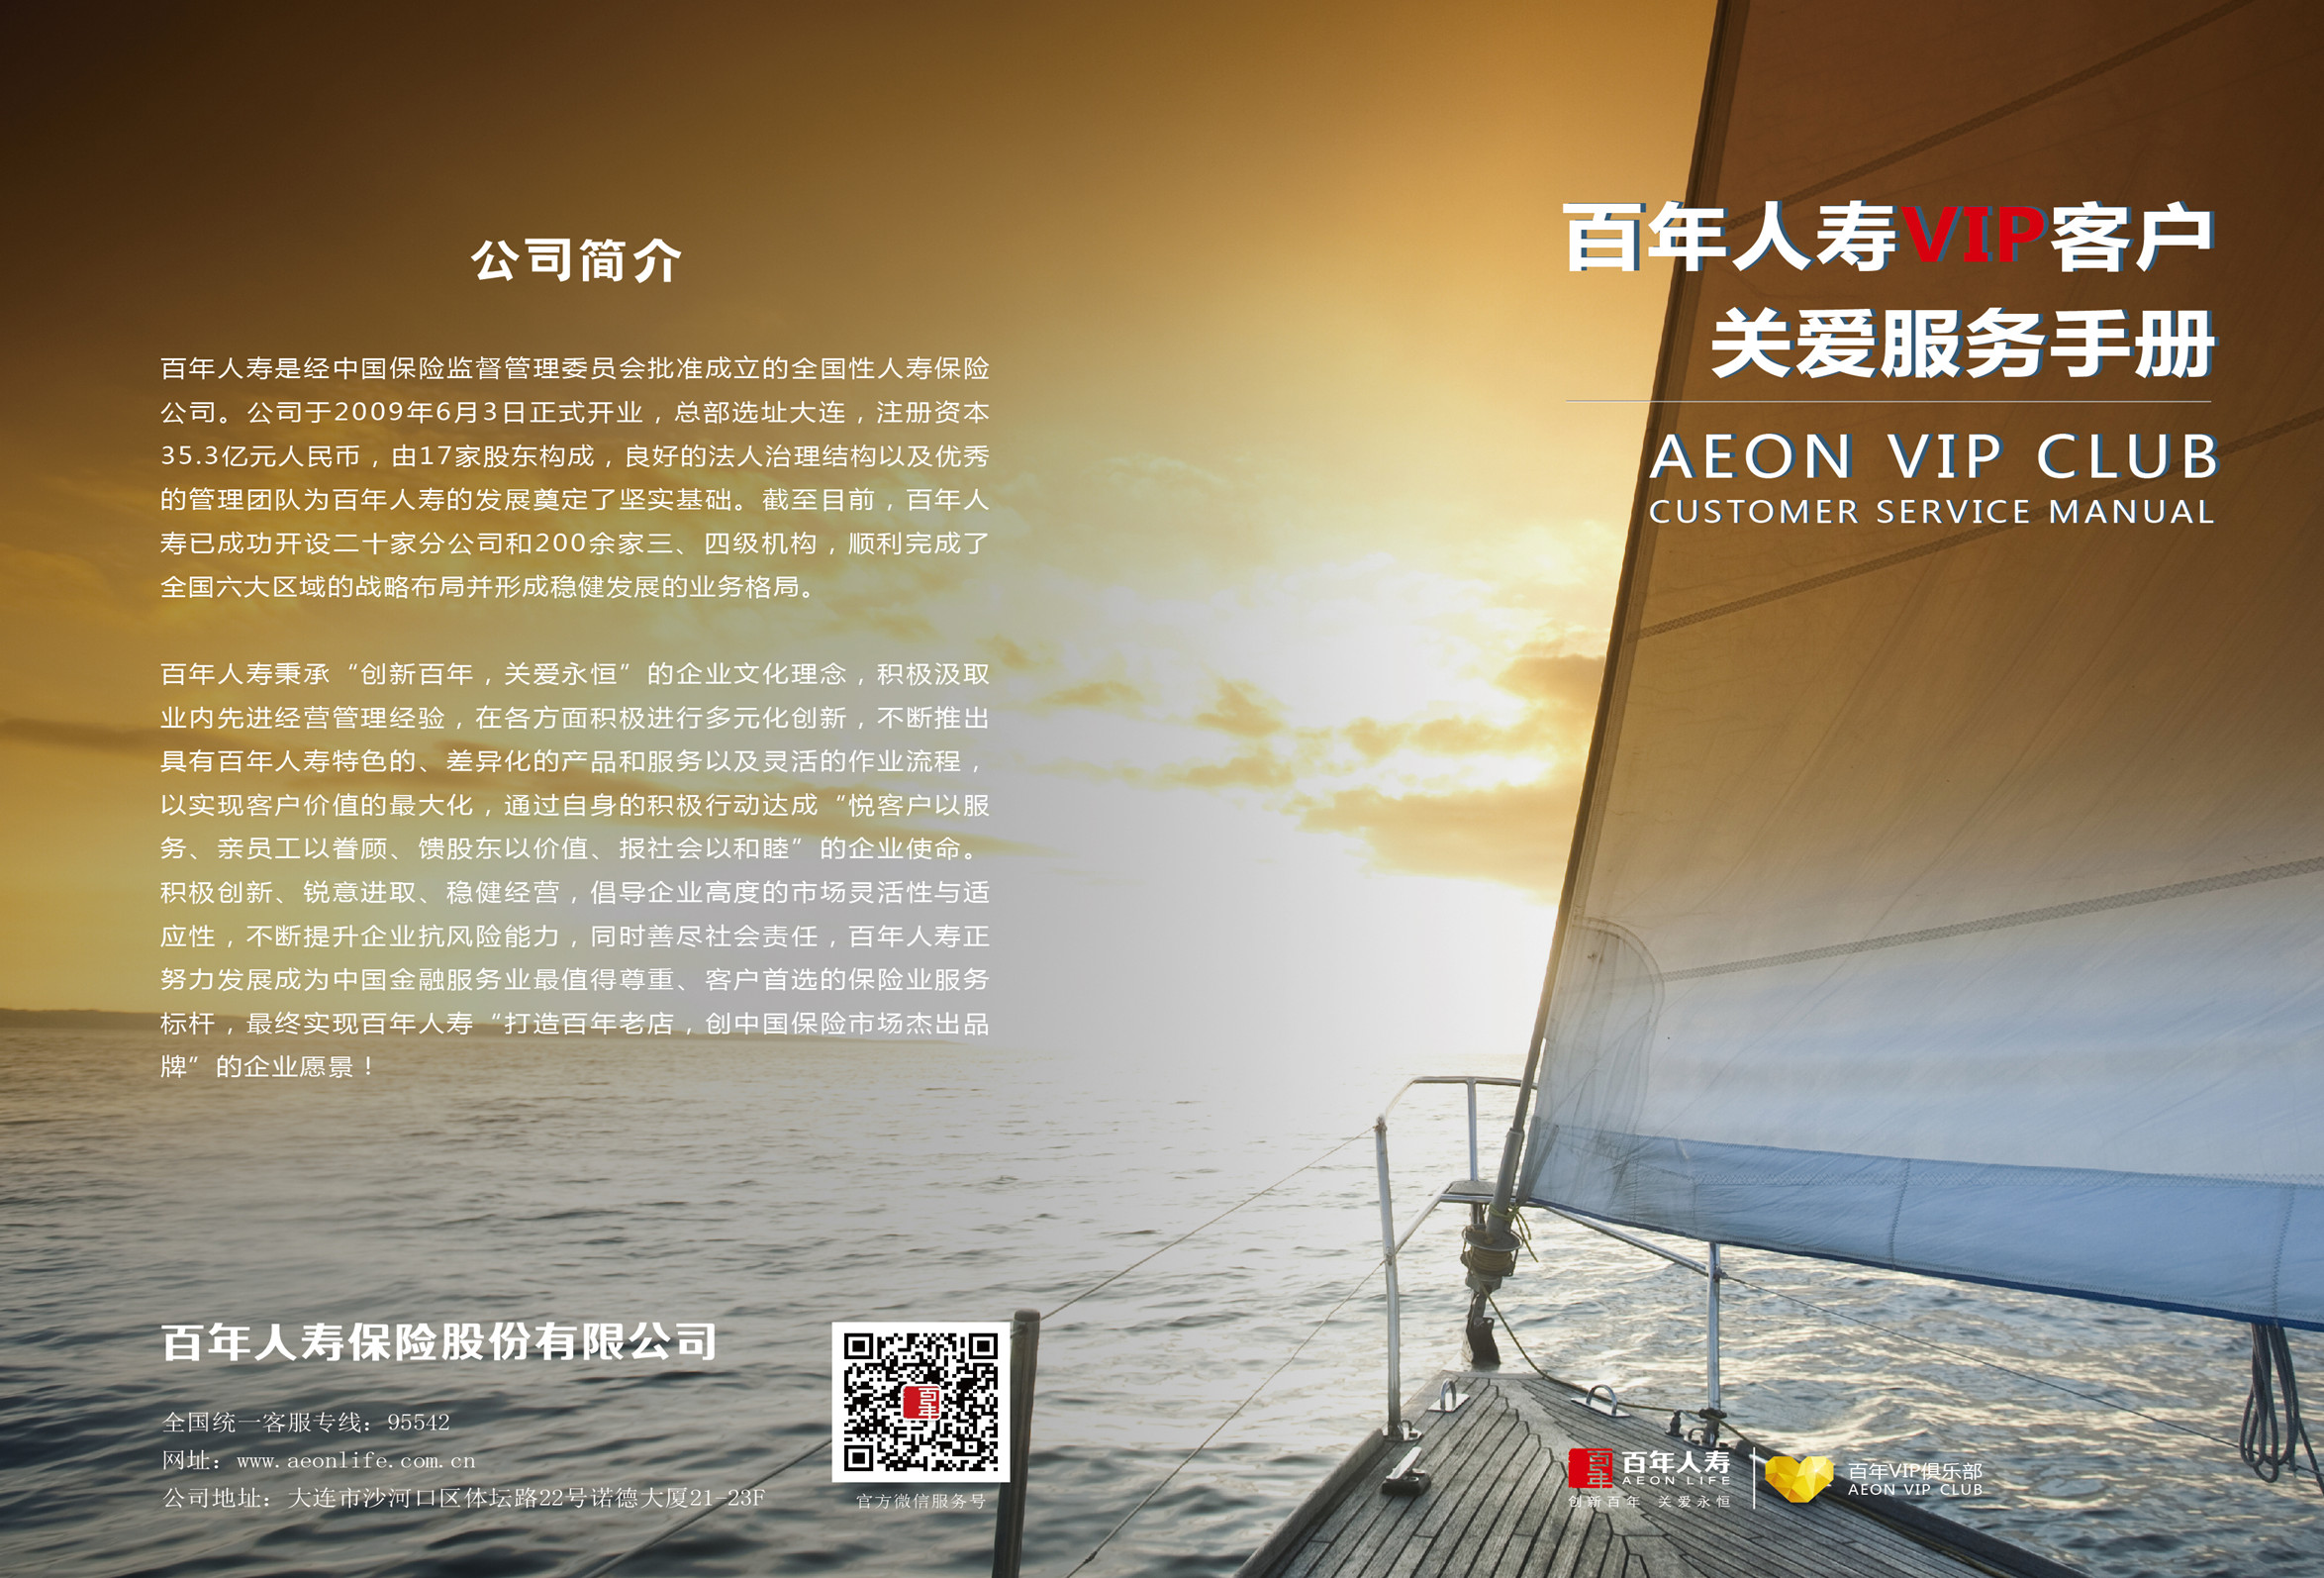 公司简介
百年人寿是经中国保险监督管理委员会批准成立的全国性人寿保险
公司。公司于2009年6月3日正式开业，总部选址大连，注册资本
35.3亿元人民币，由17家股东构成，良好的法人治理结构以及优秀
的管理团队为百年人寿的发展奠定了坚实基础。截至目前，百年人
寿已成功开设二十家分公司和200余家三、四级机构，顺利完成了
全国六大区域的战略布局并形成稳健发展的业务格局。
百年人寿秉承“创新百年，关爱永恒”的企业文化理念，积极汲取
业内先进经营管理经验，在各方面积极进行多元化创新，不断推出
具有百年人寿特色的、差异化的产品和服务以及灵活的作业流程，
以实现客户价值的最大化，通过自身的积极行动达成“悦客户以服
务、亲员工以眷顾、馈股东以价值、报社会以和睦”的企业使命。
积极创新、锐意进取、稳健经营，倡导企业高度的市场灵活性与适
应性，不断提升企业抗风险能力，同时善尽社会责任，百年人寿正
努力发展成为中国金融服务业最值得尊重、客户首选的保险业服务
标杆，最终实现百年人寿“打造百年老店，创中国保险市场杰出品
牌”的企业愿景！
百年人寿保险股份有限公司
全国统一客服专线：95542
网址：www.aeonlife.com.cn
公司地址：大连市沙河口区体坛路22号诺德大厦21-23F
百年
官方微信服务号
百年人寿VIP客户
关爱服务手册
AEON VIP CLUB
CUSTOMER SERVICE MANUAL
百年
百年人寿
AEON LIFE
创新百年 关爱永恒
百年VIP俱乐部
AEON VIP CLUB